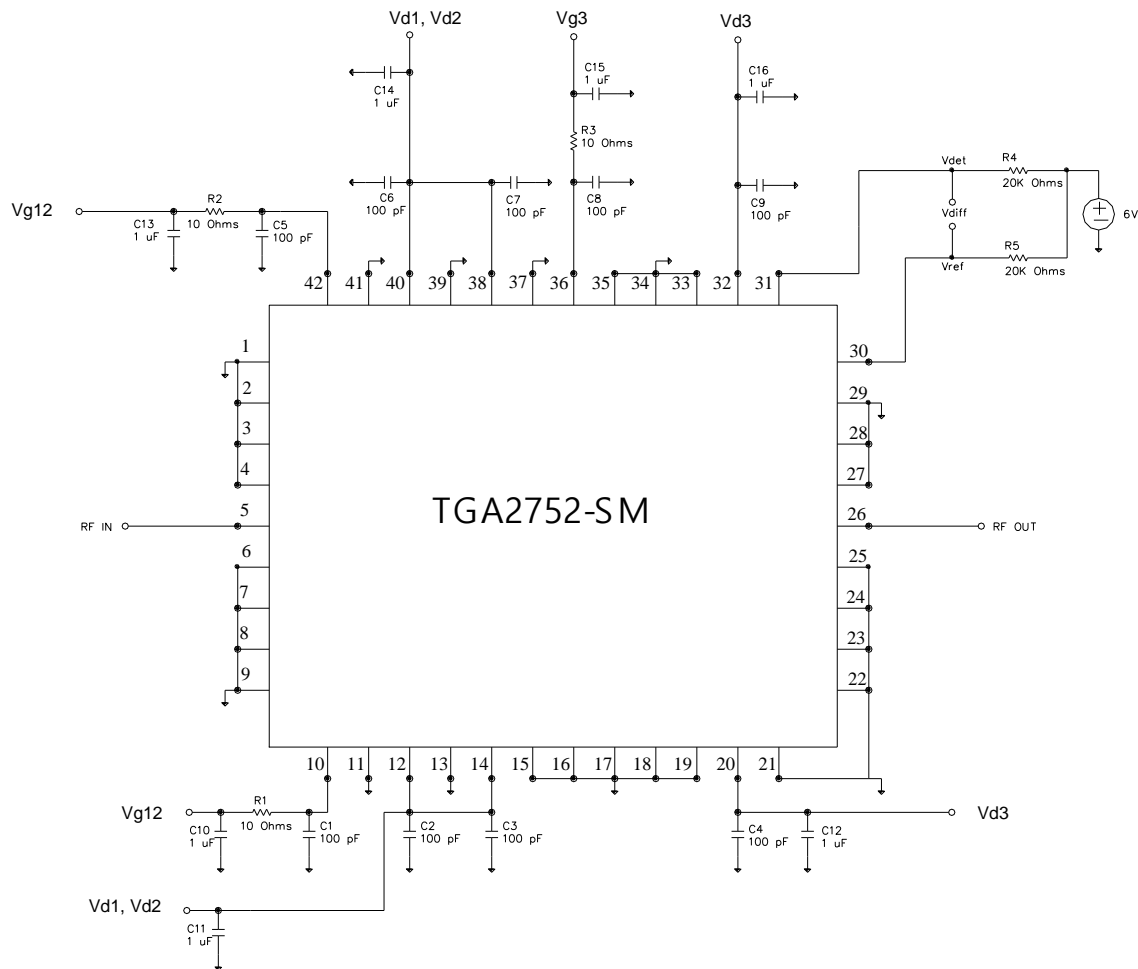 Vd1, Vd2
Vg3
Vd3
C14
1 uF
C15
1 uF
C16
1 uF
R3
10 Ohms
Vdet
R4
20K Ohms
Vg12
C13
1 uF
R2
10 Ohms
C5
100 pF
C6
100 pF
C7
100 pF
C8
100 pF
C9
100 pF
Vdiff
6V
Vref
R5
20K Ohms
42
41
40
39
38
37
36
35
34
33
32
31
1
30
2
29
3
28
4
27
TGA2752-SM
RF IN
5
26
RF OUT
6
25
7
24
8
23
9
22
10
11
12
13
14
15
16
17
18
19
20
21
Vg12
C10
1 uF
R1
10 Ohms
C1
100 pF
C2
100 pF
C3
100 pF
C4
100 pF
C12
1 uF
Vd3
Vd1, Vd2
C11
1 uF